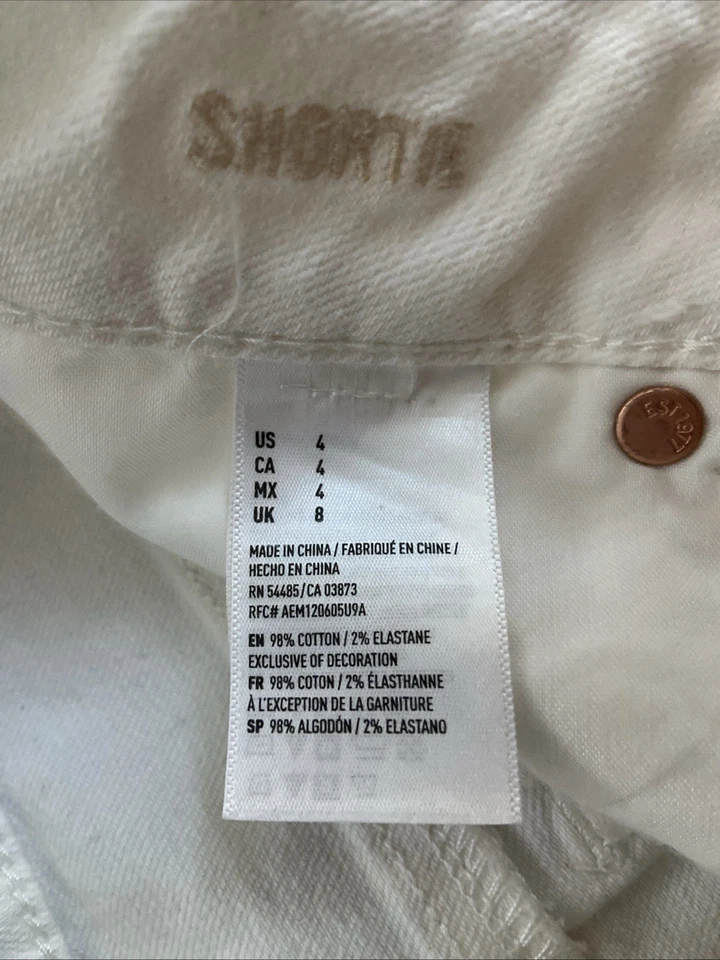 SHORTIE
EST 1977
US 4
CA 4
MX 4
UK 8
MADE IN CHINA / FABRIQUÉ EN CHINE /
HECHO EN CHINA
RN 54485/CA 03873
RFC# AEM120605U9A
EN 98% COTTON / 2% ELASTANE
EXCLUSIVE OF DECORATION
FR 98% COTON / 2% ÉLASTHANNE
À L'EXCEPTION DE LA GARNITURE
SP 98% ALGODÓN / 2% ELASTANO